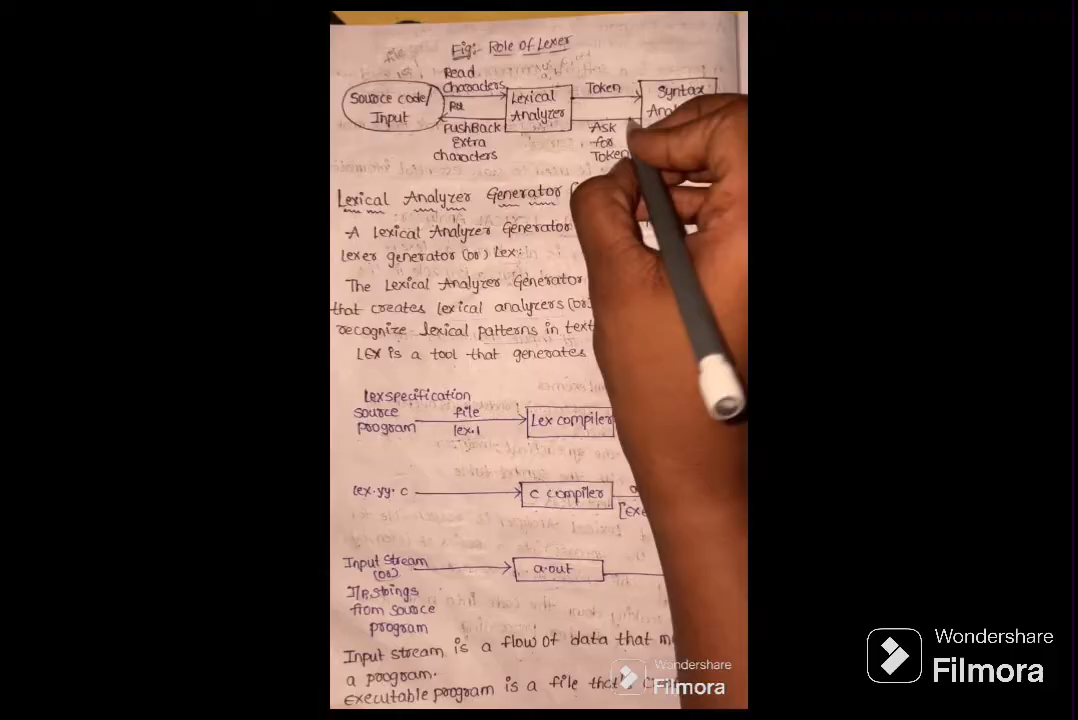 Fig:- Role of Lexer
Read
Characters
Token
Syntax
Source code/
Input
Lexical
Analyzer
PushBack
Extra
characters
Ask
for
Token
Lexical Analyzer Generator
A Lexical Analyzer Generator
lexer generator (or) Lex:
The Lexical Analyzer Generator
that creates lexical analyzers (or)
recognize lexical patterns in text
LEX is a tool that generates
Lexspecification
source file
program lex.l
Lex compiler
lex.yy.c
c compiler
Input stream
(or)
a.out
I/P strings
from source
program
Input stream is a flow of data that
a program.
executable program is a file that
Wondershare
Filmora
Wondershare
Filmora